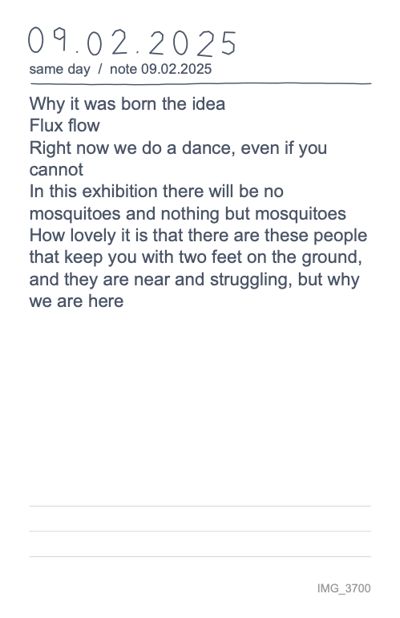 09.02.2025
same day / note 09.02.2025
Why it was born the idea
Flux flow
Right now we do a dance, even if you
cannot
In this exhibition there will be no
mosquitoes and nothing but mosquitoes
How lovely it is that there are these people
that keep you with two feet on the ground,
and they are near and struggling, but why
we are here
IMG_3700